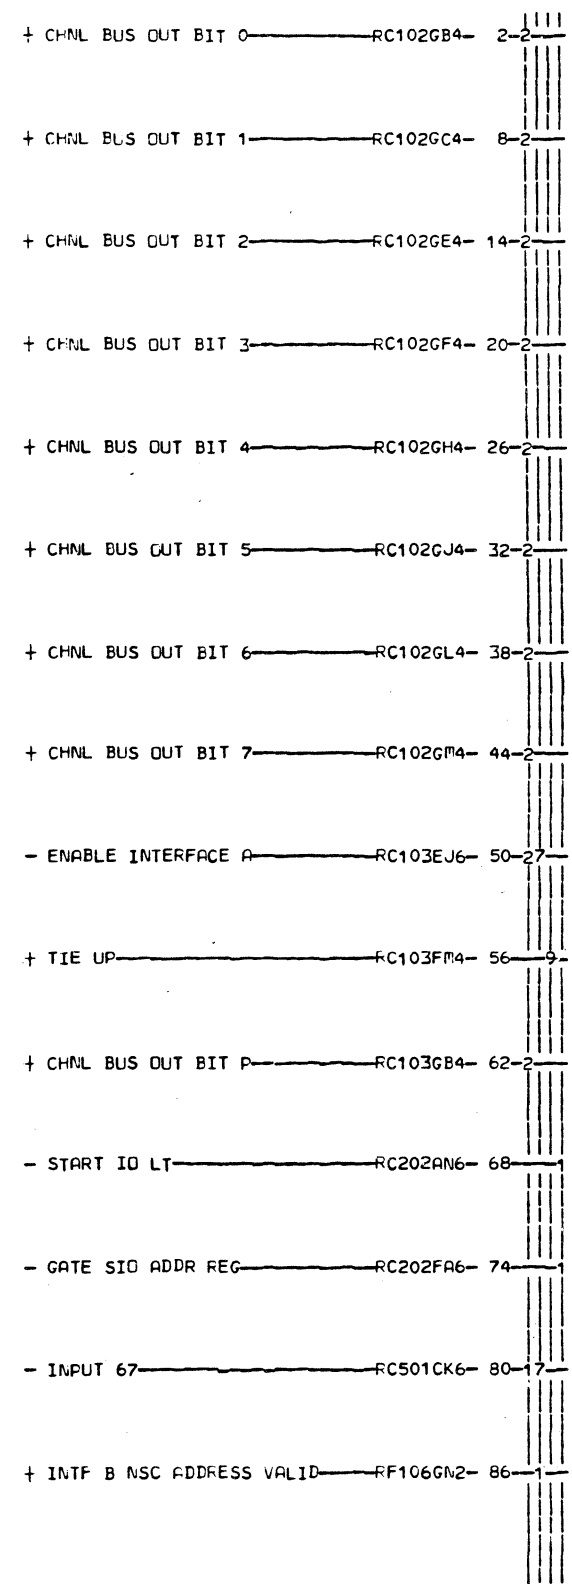 + CHNL BUS OUT BIT 0 RC102GB4- 2-2
+ CHNL BUS OUT BIT 1 RC102GC4- 8-2
+ CHNL BUS OUT BIT 2 RC102GE4- 14-2
+ CHNL BUS OUT BIT 3 RC102GF4- 20-2
+ CHNL BUS OUT BIT 4 RC102GH4- 26-2
+ CHNL BUS OUT BIT 5 RC102GJ4- 32-2
+ CHNL BUS OUT BIT 6 RC102GL4- 38-2
+ CHNL BUS OUT BIT 7 RC102GM4- 44-2
- ENABLE INTERFACE A RC103EJ6- 50-27
+ TIE UP RC103FM4- 56-9
+ CHNL BUS OUT BIT P RC103GB4- 62-2
- START IO LT RC202AN6- 68-1
- GATE SIO ADDR REG RC202FA6- 74-1
- INPUT 67 RC501CK6- 80-17
+ INTF B NSC ADDRESS VALID RF106GN2- 86-1